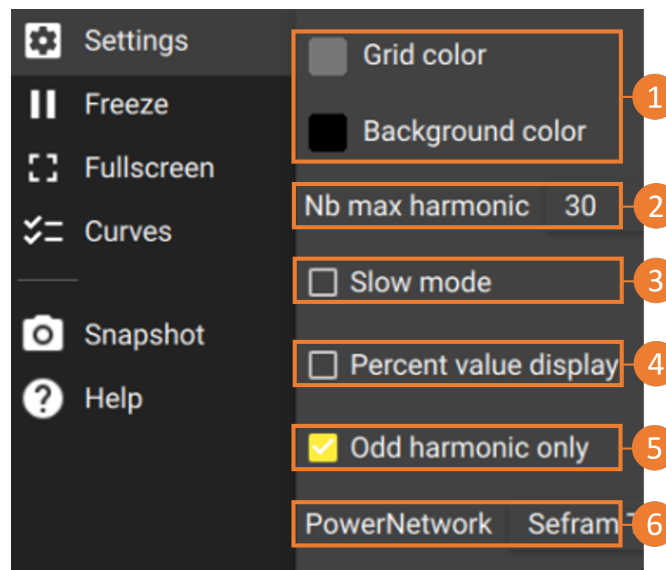 Settings
Freeze
Fullscreen
Curves
Snapshot
Help
Grid color
Background color
1
Nb max harmonic 30
2
Slow mode
3
Percent value display
4
Odd harmonic only
5
PowerNetwork Sefram
6